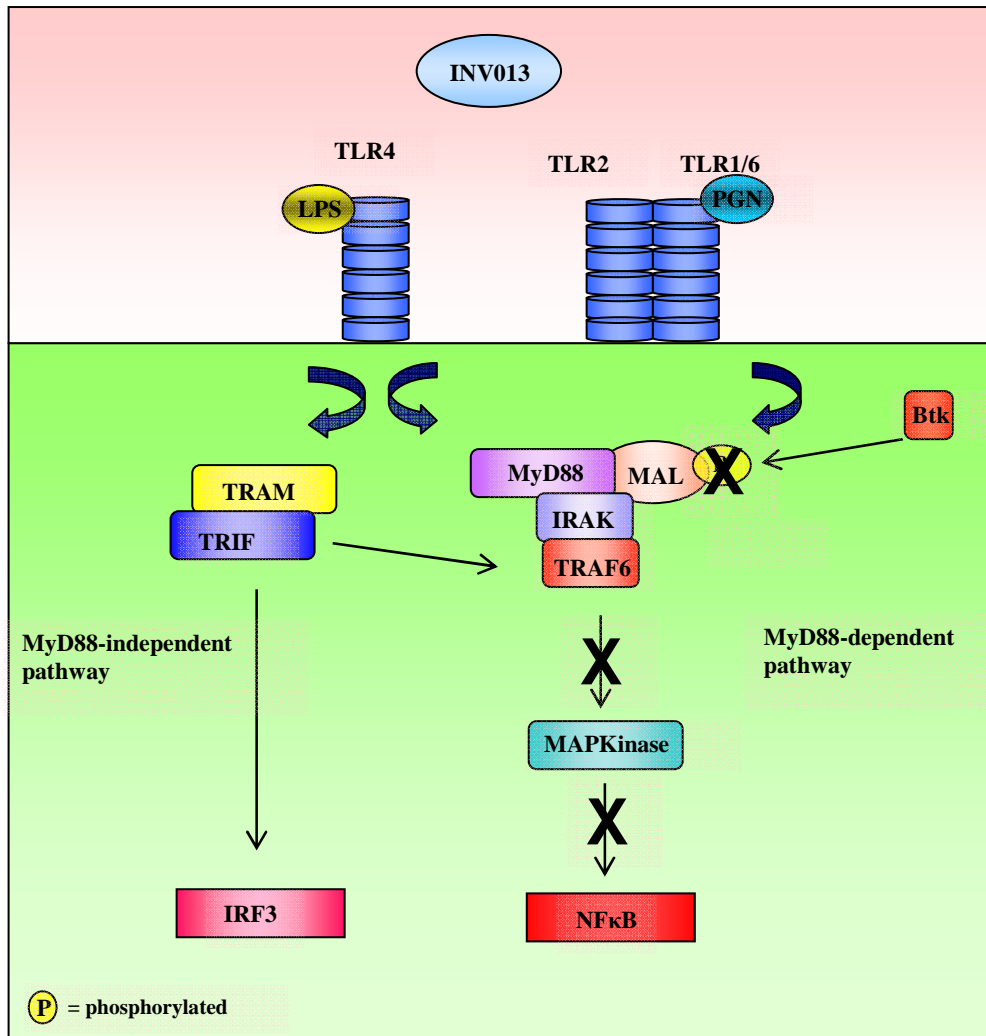 INV013
TLR4
TLR2 TLR1/6
LPS
PGN
Btk
MyD88
MAL
TRAM
IRAK
TRIF
TRAF6
MyD88-independent
pathway
MyD88-dependent
pathway
X
X
MAPKinase
X
IRF3
NFκB
P = phosphorylated